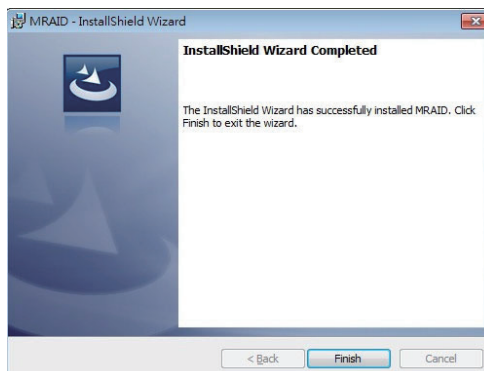 MRAID - InstallShield Wizard
InstallShield Wizard Completed
The InstallShield Wizard has successfully installed MRAID. Click
Finish to exit the wizard.
< Back
Finish
Cancel